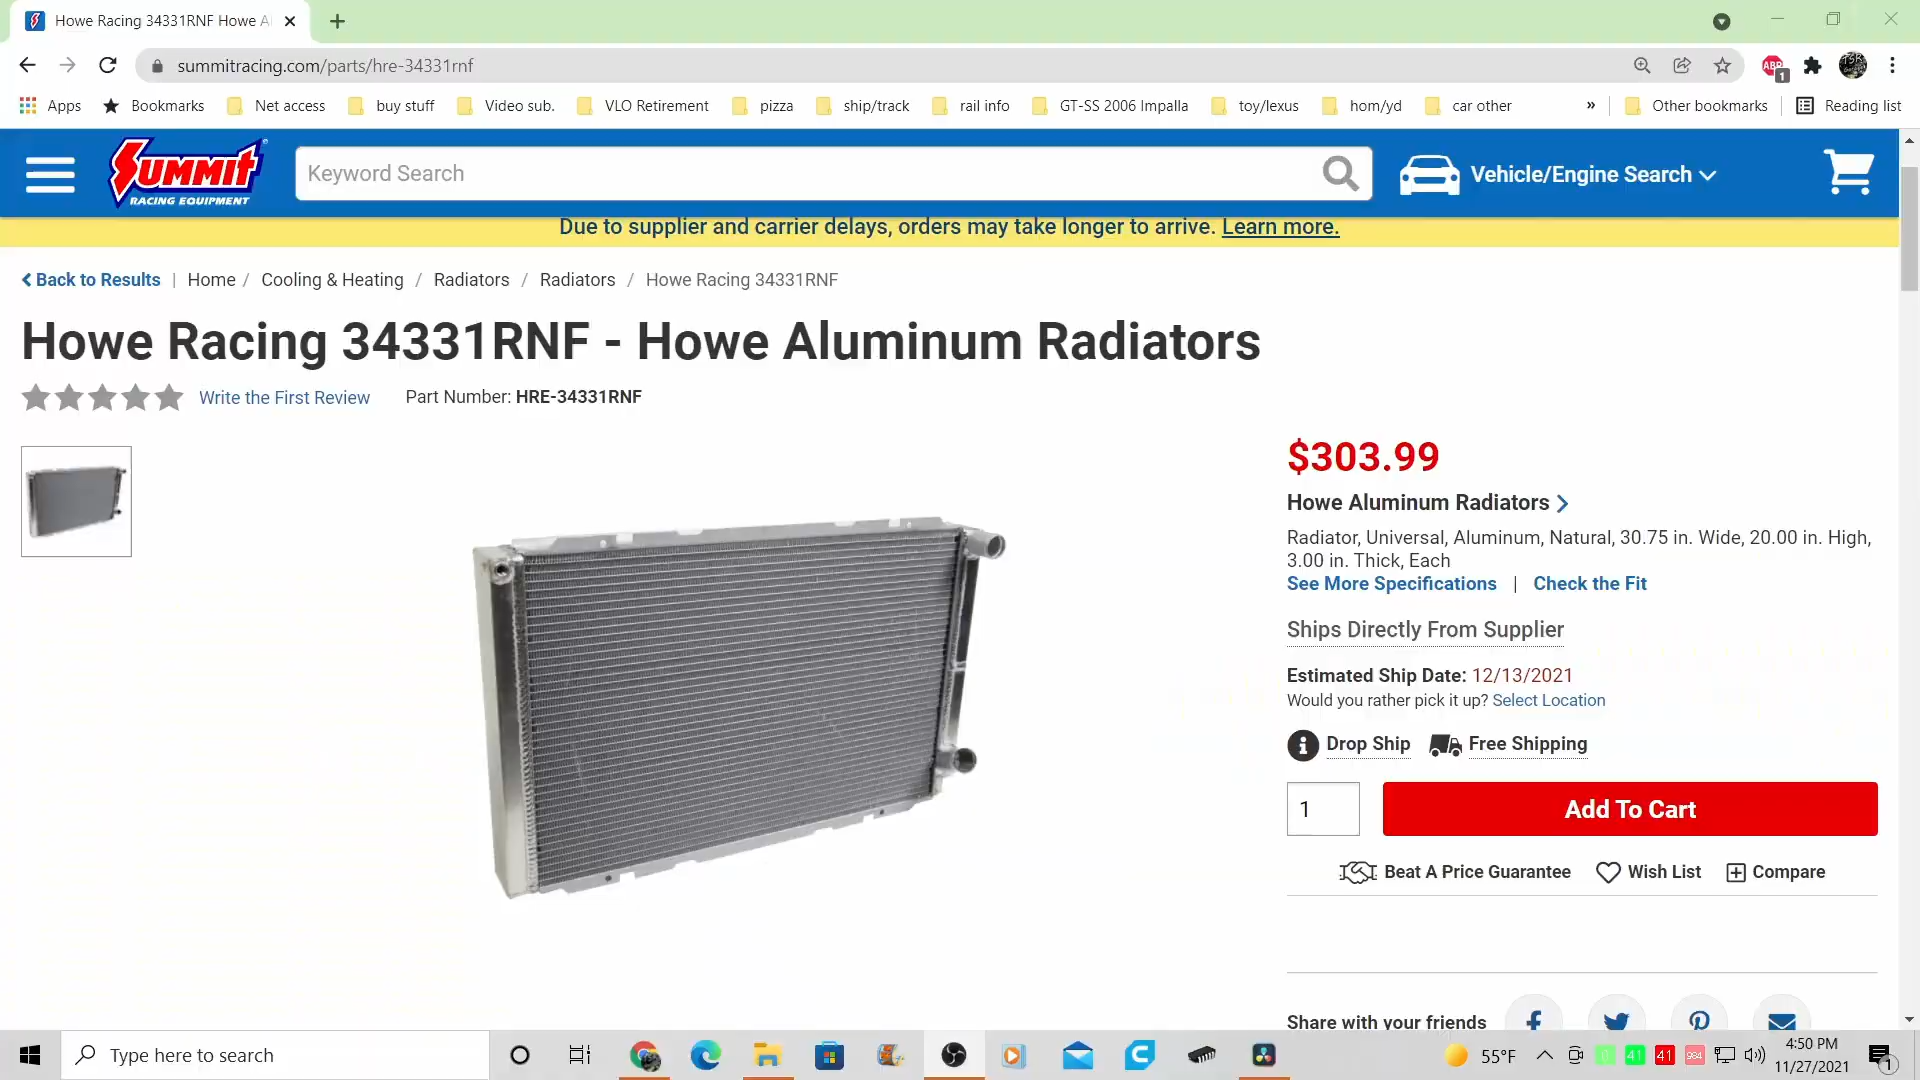 Howe Racing 34331RNF Howe A
summitracing.com/parts/hre-34331rnf
ABP
1
TSR
Apps
Bookmarks
Net access
buy stuff
Video sub.
VLO Retirement
pizza
ship/track
rail info
GT-SS 2006 Impalla
toy/lexus
hom/yd
car other
»
Other bookmarks
Reading list
SUMMIT
RACING EQUIPMENT
Keyword Search
Vehicle/Engine Search
Due to supplier and carrier delays, orders may take longer to arrive. Learn more.
Back to Results | Home / Cooling & Heating / Radiators / Radiators / Howe Racing 34331RNF
Howe Racing 34331RNF - Howe Aluminum Radiators
Write the First Review
Part Number: HRE-34331RNF
$303.99
Howe Aluminum Radiators
Radiator, Universal, Aluminum, Natural, 30.75 in. Wide, 20.00 in. High,
3.00 in. Thick, Each
See More Specifications | Check the Fit
Ships Directly From Supplier
Estimated Ship Date: 12/13/2021
Would you rather pick it up? Select Location
Drop Ship
Free Shipping
1
Add To Cart
Beat A Price Guarantee
Wish List
Compare
Share with your friends
Type here to search
55°F
0
41
41
984
4:50 PM
11/27/2021
1